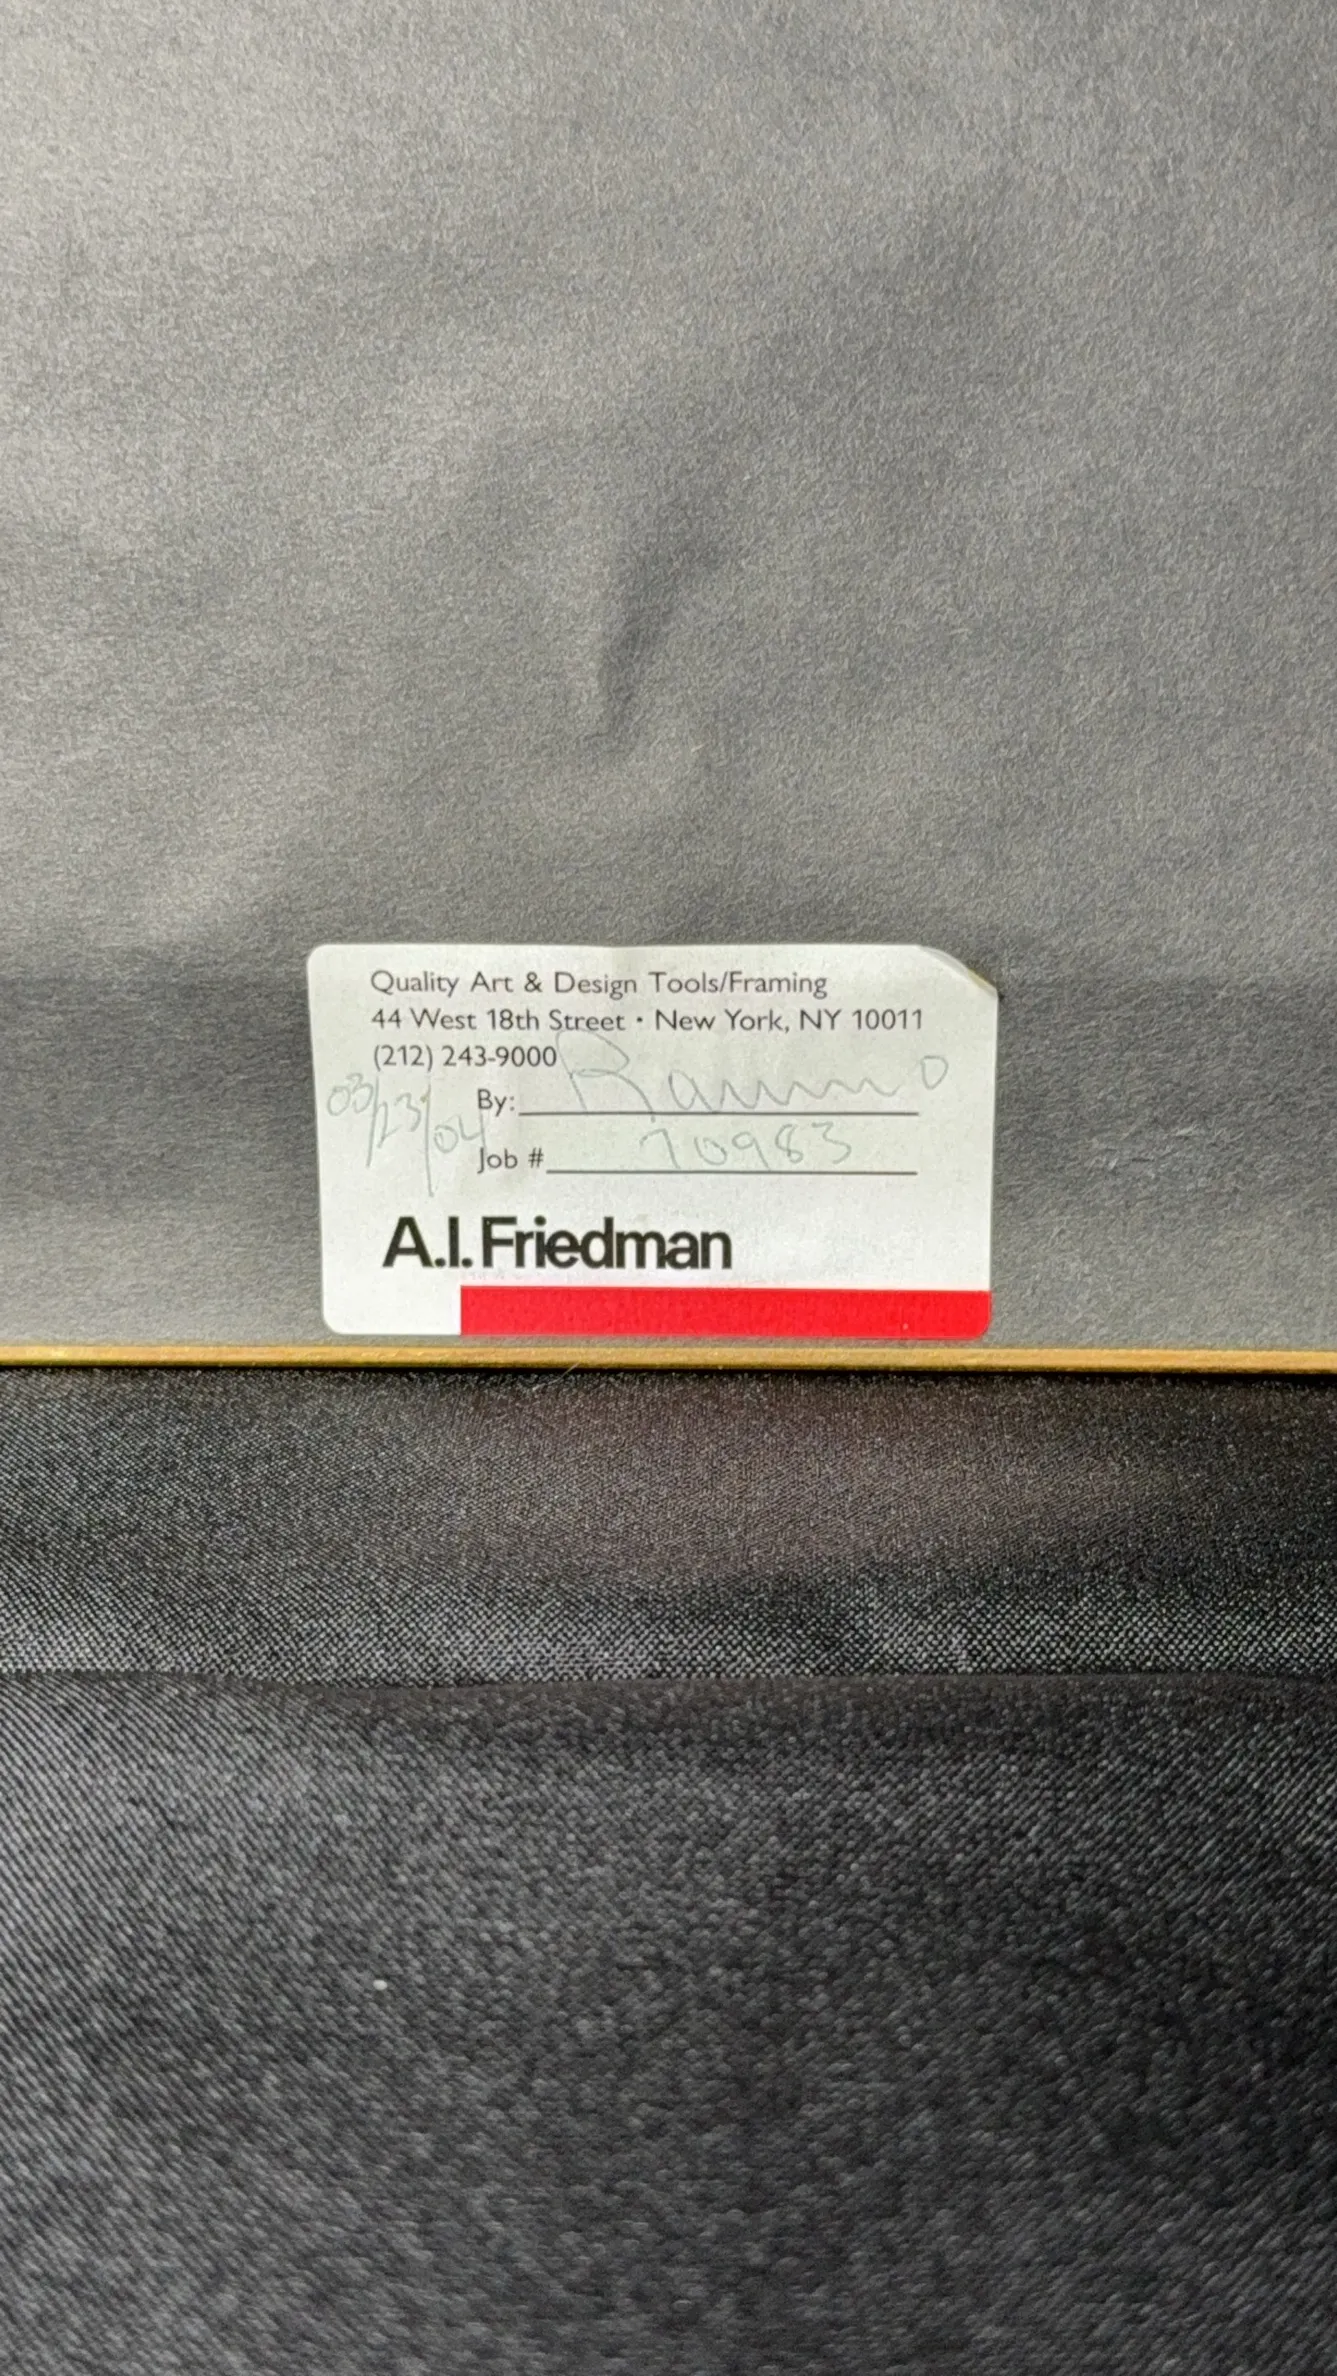 Quality Art & Design Tools/Framing
44 West 18th Street • New York, NY 10011
(212) 243-9000
03/23/04
By:
Job # 70983
A.I. Friedman